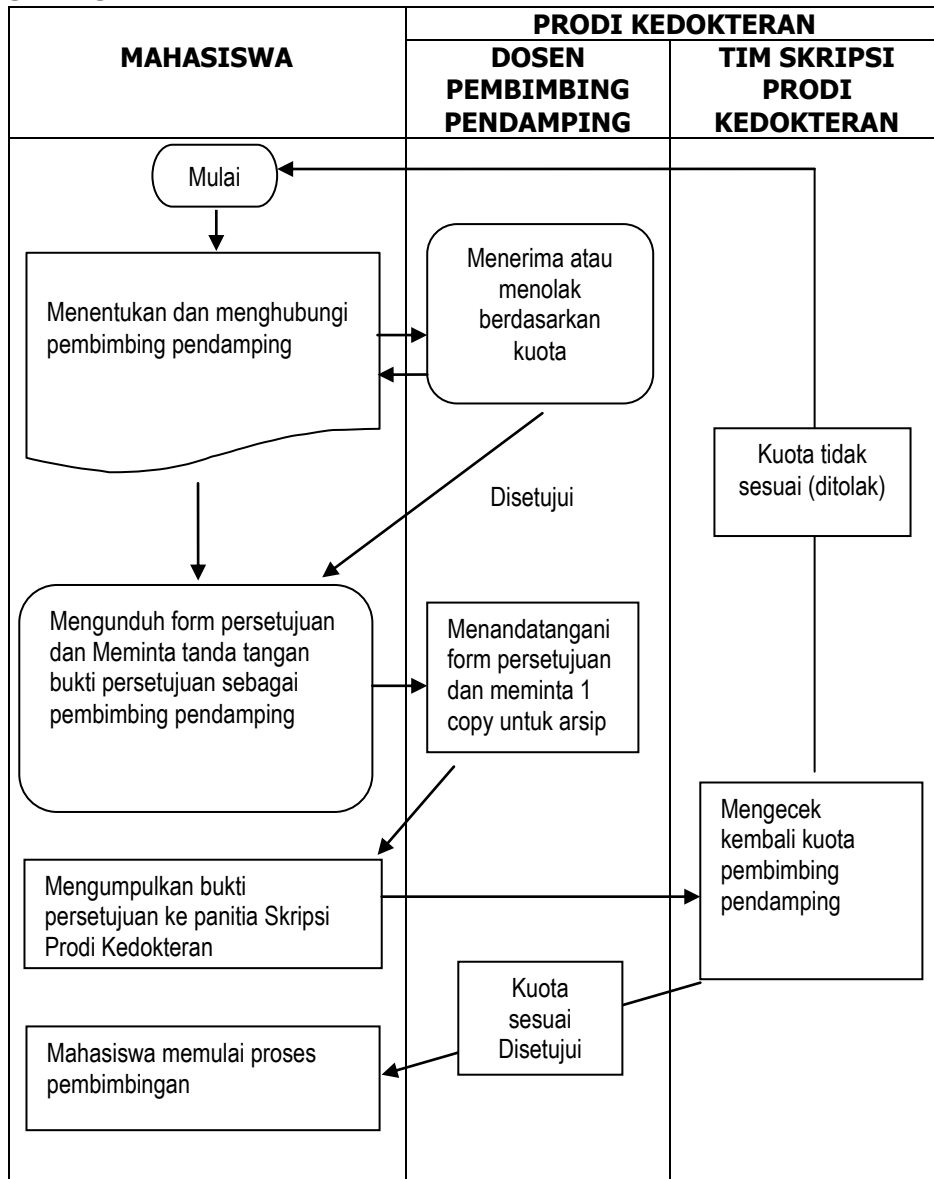 PRODI KEDOKTERAN
MAHASISWA
DOSEN
PEMBIMBING
PENDAMPING
TIM SKRIPSI
PRODI
KEDOKTERAN
Mulai
Menentukan dan menghubungi
pembimbing pendamping
Menerima atau
menolak
berdasarkan
kuota
Kuota tidak
sesuai (ditolak)
Disetujui
Mengunduh form persetujuan
dan Meminta tanda tangan
bukti persetujuan sebagai
pembimbing pendamping
Menandatangani
form persetujuan
dan meminta 1
copy untuk arsip
Mengecek
kembali kuota
pembimbing
pendamping
Mengumpulkan bukti
persetujuan ke panitia Skripsi
Prodi Kedokteran
Kuota
sesuai
Disetujui
Mahasiswa memulai proses
pembimbingan